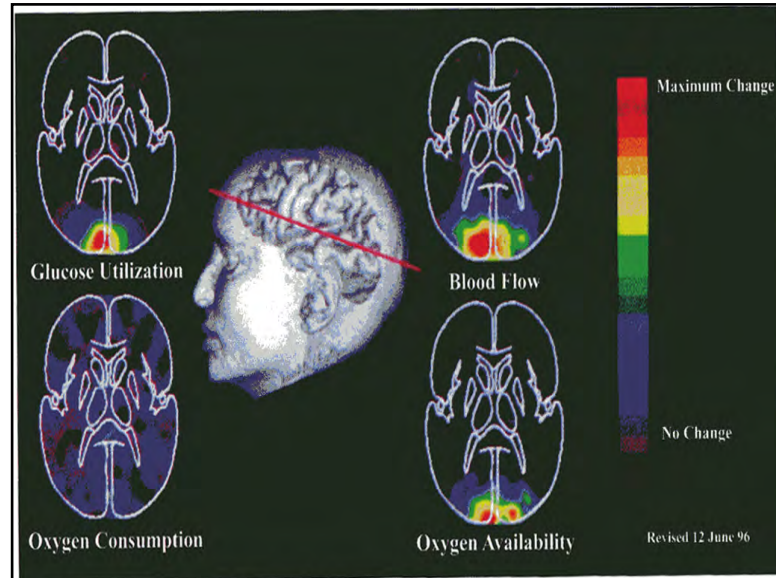 Maximum Change
Glucose Utilization
Blood Flow
No Change
Oxygen Consumption
Oxygen Availability
Revised 12 June 96